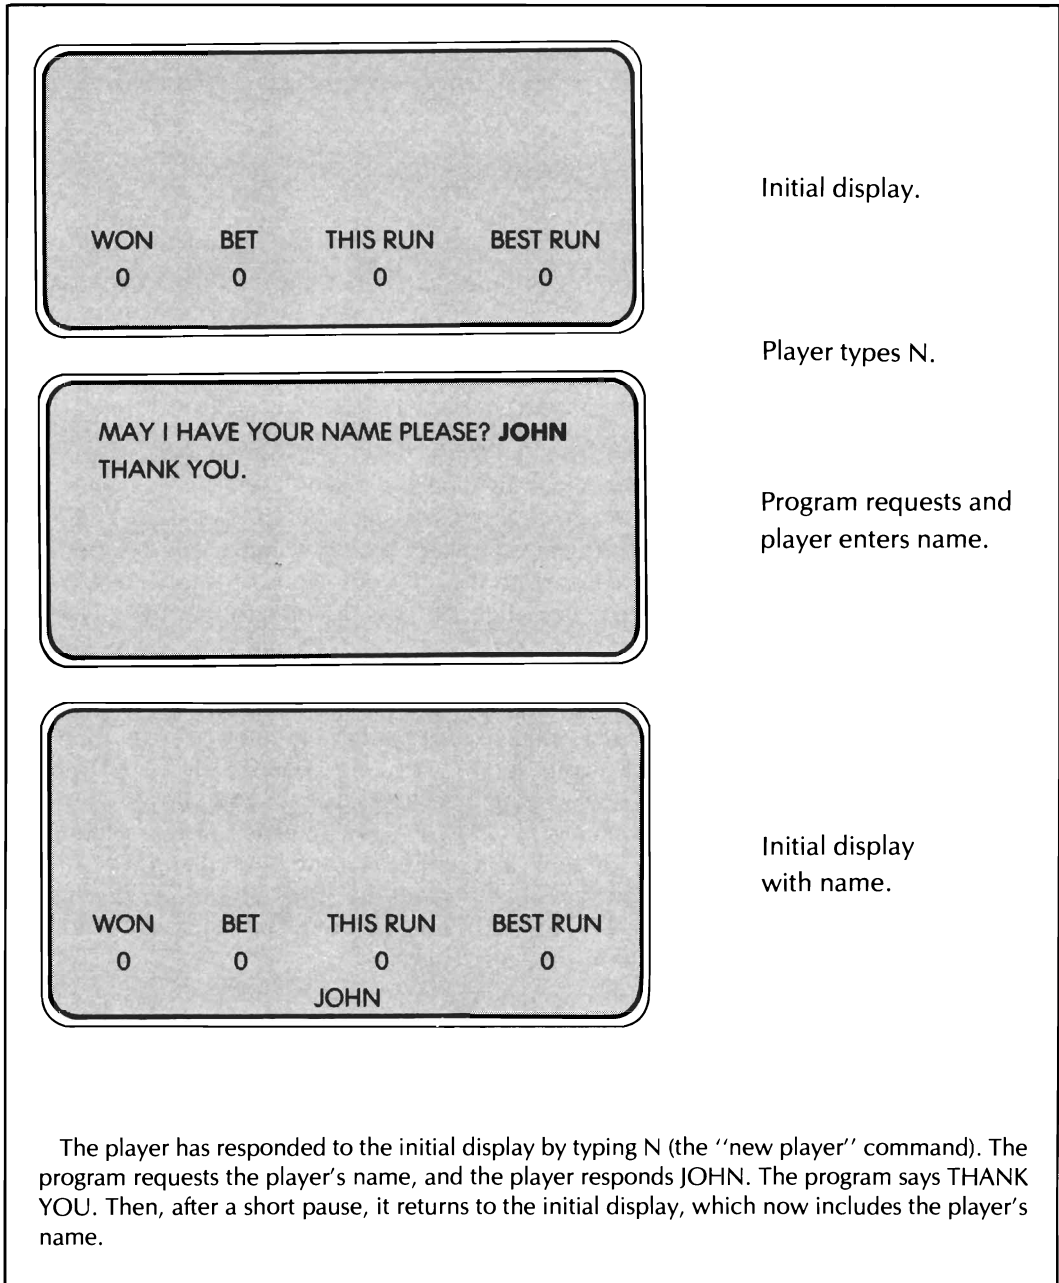 WON BET THIS RUN BEST RUN
0 0 0 0
Initial display.
Player types N.
MAY I HAVE YOUR NAME PLEASE? JOHN
THANK YOU.
Program requests and
player enters name.
WON BET THIS RUN BEST RUN
0 0 0 0
JOHN
Initial display
with name.
The player has responded to the initial display by typing N (the ''new player'' command). The
program requests the player's name, and the player responds JOHN. The program says THANK
YOU. Then, after a short pause, it returns to the initial display, which now includes the player's
name.